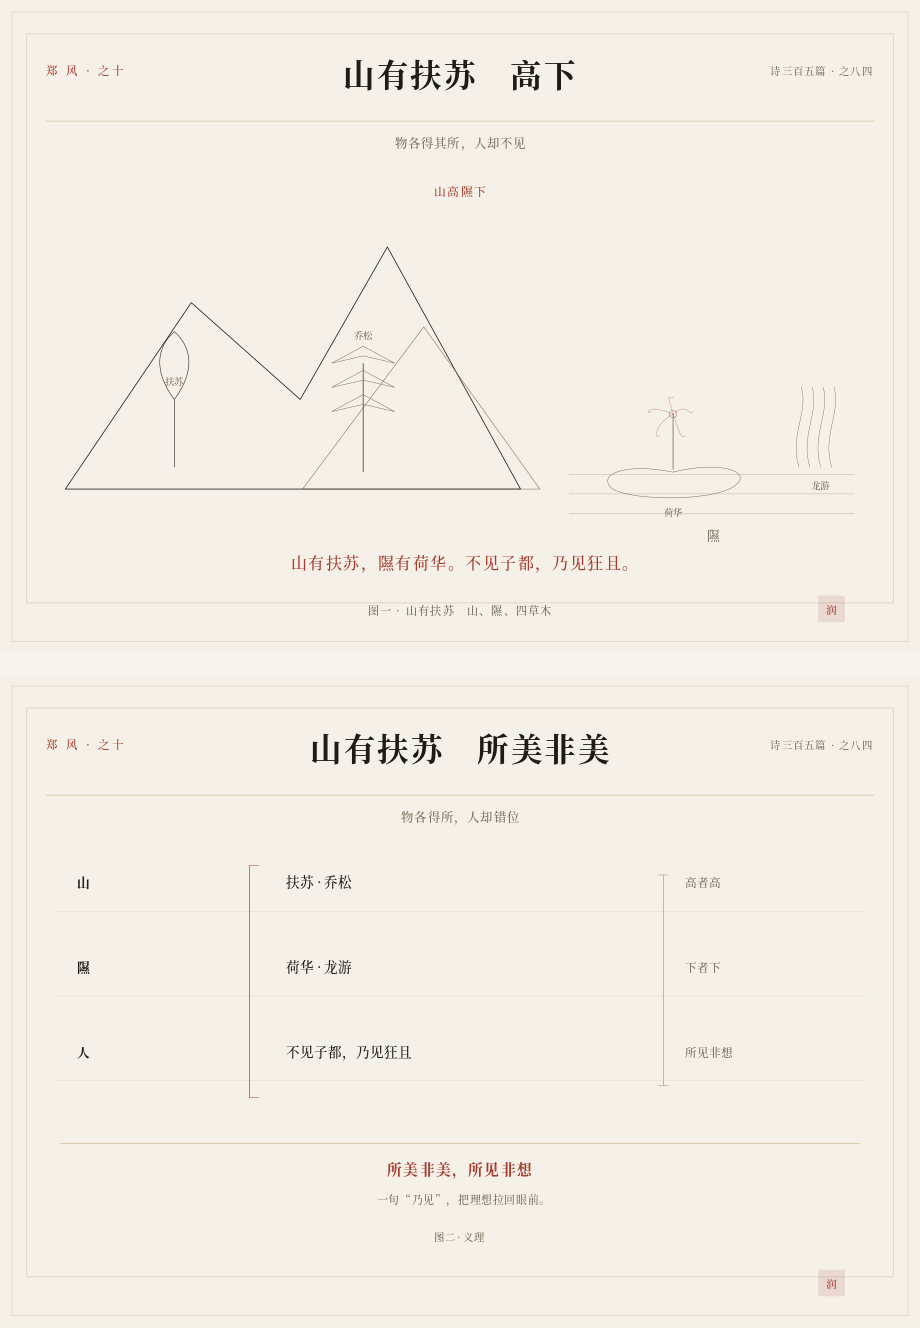 郑 风 · 之十
山有扶苏　高下
诗三百五篇 · 之八四
物各得其所，人却不见
山高隰下
乔松
扶苏
龙游
荷华
隰
山有扶苏，隰有荷华。不见子都，乃见狂且。
图一 · 山有扶苏　山、隰、四草木
润
郑 风 · 之十
山有扶苏　所美非美
诗三百五篇 · 之八四
物各得所，人却错位
山
扶苏 · 乔松
高者高
隰
荷华 · 龙游
下者下
人
不见子都，乃见狂且
所见非想
所美非美，所见非想
一句“乃见”，把理想拉回眼前。
图二 · 义理
润